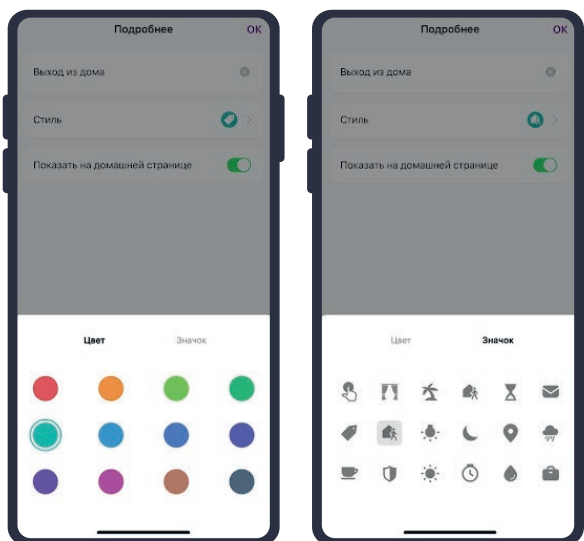 Подробнее
OK
Выход из дома
Стиль
Показать на домашней странице
Цвет
Значок
Подробнее
OK
Выход из дома
Стиль
Показать на домашней странице
Цвет
Значок